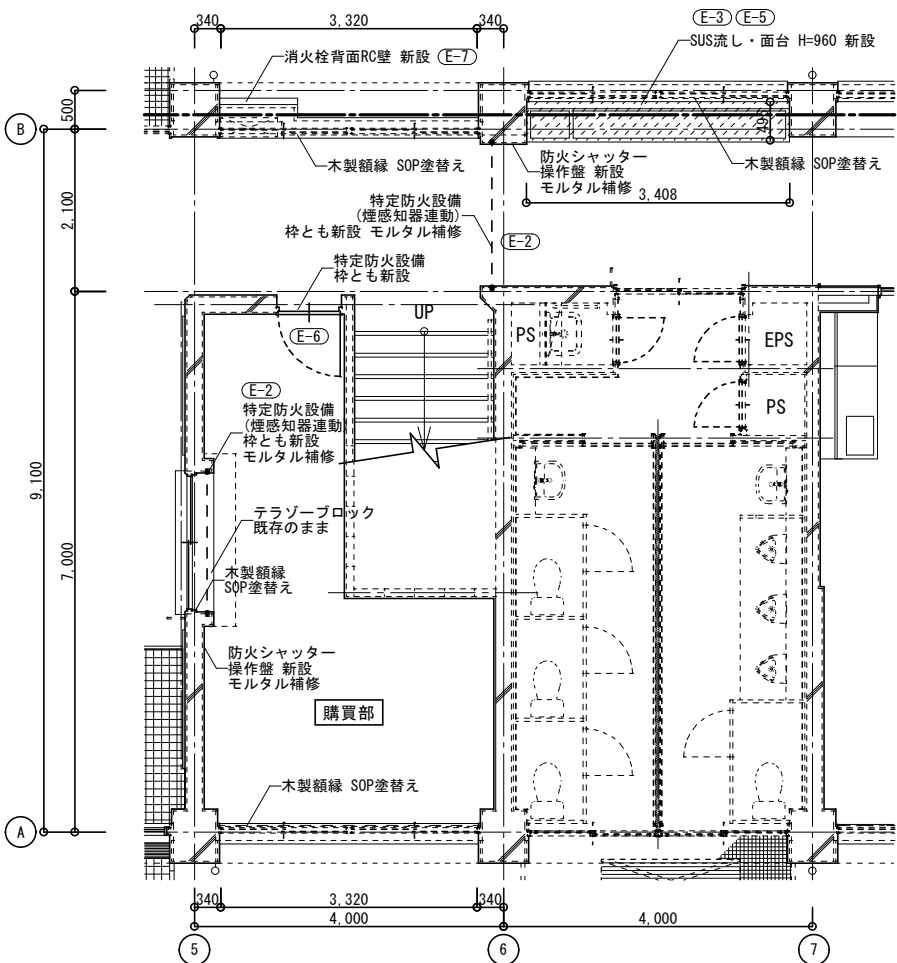 340
3,320
340
E-3
E-5
SUS流し・面台 H=960 新設
消火栓背面RC壁 新設
E-7
500
495
B
木製額縁 SOP塗替え
防火シャッター
操作盤 新設
モルタル補修
木製額縁 SOP塗替え
3,408
特定防火設備
(煙感知器連動)
枠とも新設 モルタル補修
E-2
2,100
特定防火設備
枠とも新設
UP
PS
E-6
EPS
E-2
特定防火設備
(煙感知器連動
枠とも新設
モルタル補修
PS
9,100
7,000
テラゾーブロック
既存のまま
木製額縁
SOP塗替え
防火シャッター
操作盤 新設
モルタル補修
購買部
木製額縁 SOP塗替え
A
340
3,320
340
4,000
4,000
5
6
7